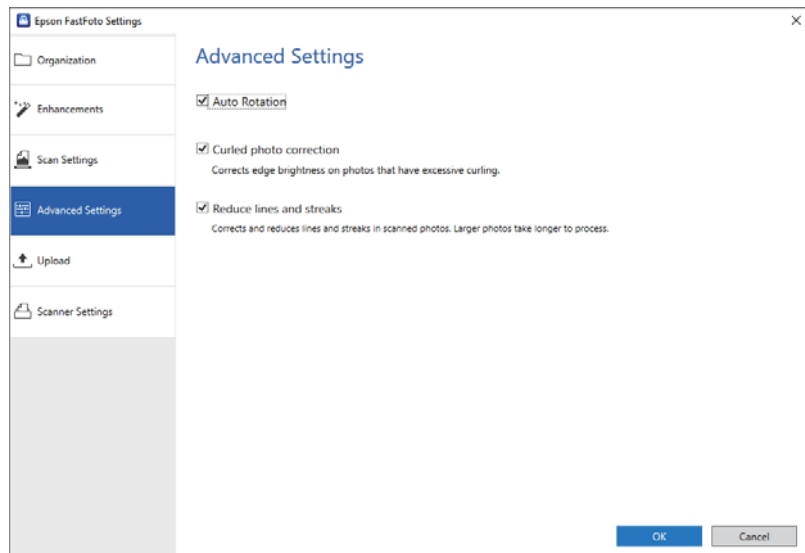 Epson FastFoto Settings
Organization
Enhancements
Scan Settings
Advanced Settings
Upload
Scanner Settings
Advanced Settings
Auto Rotation
Curled photo correction
Corrects edge brightness on photos that have excessive curling.
Reduce lines and streaks
Corrects and reduces lines and streaks in scanned photos. Larger photos take longer to process.
OK
Cancel